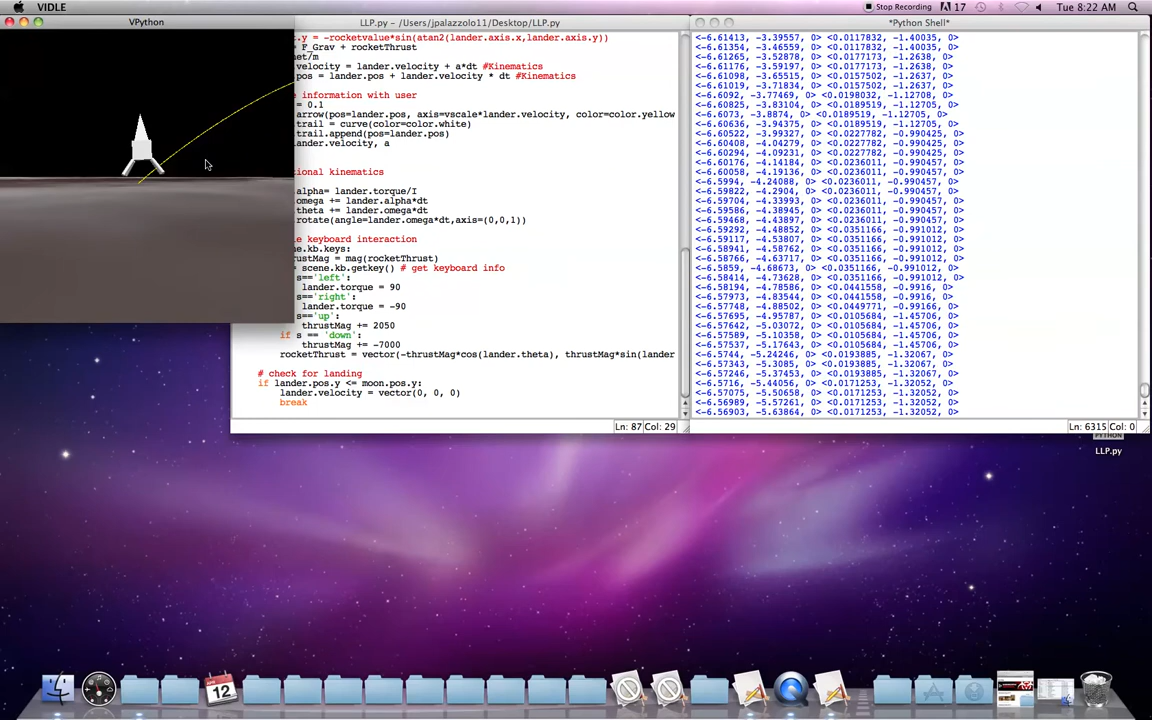 VIDLE
Stop Recording
17
Tue 8:22 AM
VPython
LLP.py - /Users/jpalazzolo11/Desktop/LLP.py
*Python Shell*
t.y = -rocketvalue*sin(atan2(lander.axis.x,lander.axis.y))
= F_Grav + rocketThrust
net/m
velocity = lander.velocity + a*dt #Kinematics
pos = lander.pos + lander.velocity * dt #Kinematics
e information with user
= 0.1
arrow(pos=lander.pos, axis=vscale*lander.velocity, color=color.yellow
trail = curve(color=color.white)
trail.append(pos=lander.pos)
lander.velocity, a
tional kinematics
alpha= lander.torque/I
omega += lander.alpha*dt
theta += lander.omega*dt
rotate(angle=lander.omega*dt,axis=(0,0,1))
le keyboard interaction
ne.kb.keys:
rustMag = mag(rocketThrust)
= scene.kb.getkey() # get keyboard info
s=='left':
lander.torque = 90
s=='right':
lander.torque = -90
s=='up':
thrustMag += 2050
if s == 'down':
thrustMag += -7000
rocketThrust = vector(-thrustMag*cos(lander.theta), thrustMag*sin(lander
# check for landing
if lander.pos.y <= moon.pos.y:
lander.velocity = vector(0, 0, 0)
break
Ln: 87 Col: 29
<-6.61413, -3.39557, 0> <0.0117832, -1.40035, 0>
<-6.61354, -3.46559, 0> <0.0117832, -1.40035, 0>
<-6.61265, -3.52878, 0> <0.0177173, -1.2638, 0>
<-6.61176, -3.59197, 0> <0.0177173, -1.2638, 0>
<-6.61098, -3.65515, 0> <0.0157502, -1.2637, 0>
<-6.61019, -3.71834, 0> <0.0157502, -1.2637, 0>
<-6.6092, -3.77469, 0> <0.0198032, -1.12708, 0>
<-6.60825, -3.83104, 0> <0.0189519, -1.12705, 0>
<-6.6073, -3.8874, 0> <0.0189519, -1.12705, 0>
<-6.60636, -3.94375, 0> <0.0189519, -1.12705, 0>
<-6.60522, -3.99327, 0> <0.0227782, -0.990425, 0>
<-6.60408, -4.04279, 0> <0.0227782, -0.990425, 0>
<-6.60294, -4.09231, 0> <0.0227782, -0.990425, 0>
<-6.60176, -4.14184, 0> <0.0236011, -0.990457, 0>
<-6.60058, -4.19136, 0> <0.0236011, -0.990457, 0>
<-6.5994, -4.24088, 0> <0.0236011, -0.990457, 0>
<-6.59822, -4.2904, 0> <0.0236011, -0.990457, 0>
<-6.59704, -4.33993, 0> <0.0236011, -0.990457, 0>
<-6.59586, -4.38945, 0> <0.0236011, -0.990457, 0>
<-6.59468, -4.43897, 0> <0.0236011, -0.990457, 0>
<-6.59292, -4.48852, 0> <0.0351166, -0.991012, 0>
<-6.59117, -4.53807, 0> <0.0351166, -0.991012, 0>
<-6.58941, -4.58762, 0> <0.0351166, -0.991012, 0>
<-6.58766, -4.63717, 0> <0.0351166, -0.991012, 0>
<-6.5859, -4.68673, 0> <0.0351166, -0.991012, 0>
<-6.58414, -4.73628, 0> <0.0351166, -0.991012, 0>
<-6.58194, -4.78586, 0> <0.0441558, -0.9916, 0>
<-6.57973, -4.83544, 0> <0.0441558, -0.9916, 0>
<-6.57748, -4.88502, 0> <0.0449771, -0.99165, 0>
<-6.57695, -4.95787, 0> <0.0105684, -1.45706, 0>
<-6.57642, -5.03072, 0> <0.0105684, -1.45706, 0>
<-6.57589, -5.10358, 0> <0.0105684, -1.45706, 0>
<-6.57537, -5.17643, 0> <0.0105684, -1.45706, 0>
<-6.5744, -5.24246, 0> <0.0193885, -1.32067, 0>
<-6.57343, -5.3085, 0> <0.0193885, -1.32067, 0>
<-6.57246, -5.37453, 0> <0.0193885, -1.32067, 0>
<-6.5716, -5.44056, 0> <0.0171253, -1.32052, 0>
<-6.57075, -5.50658, 0> <0.0171253, -1.32052, 0>
<-6.56989, -5.57261, 0> <0.0171253, -1.32052, 0>
<-6.56903, -5.63864, 0> <0.0171253, -1.32052, 0>
Ln: 6315 Col: 0
LLP.py
12